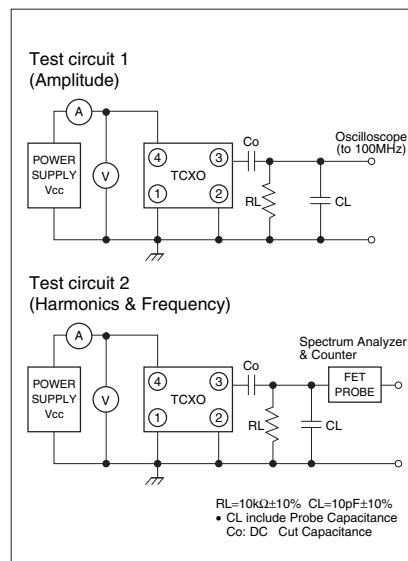 Test circuit 1
(Amplitude)
A
POWER
SUPPLY
Vcc
V
4
3
TCXO
1
2
Co
RL
CL
Oscilloscope
(to 100MHz)
Test circuit 2
(Harmonics & Frequency)
A
POWER
SUPPLY
Vcc
V
4
3
TCXO
1
2
Co
RL
CL
Spectrum Analyzer
& Counter
FET
PROBE
RL=10kΩ±10% CL=10pF±10%
• CL include Probe Capacitance
Co: DC Cut Capacitance